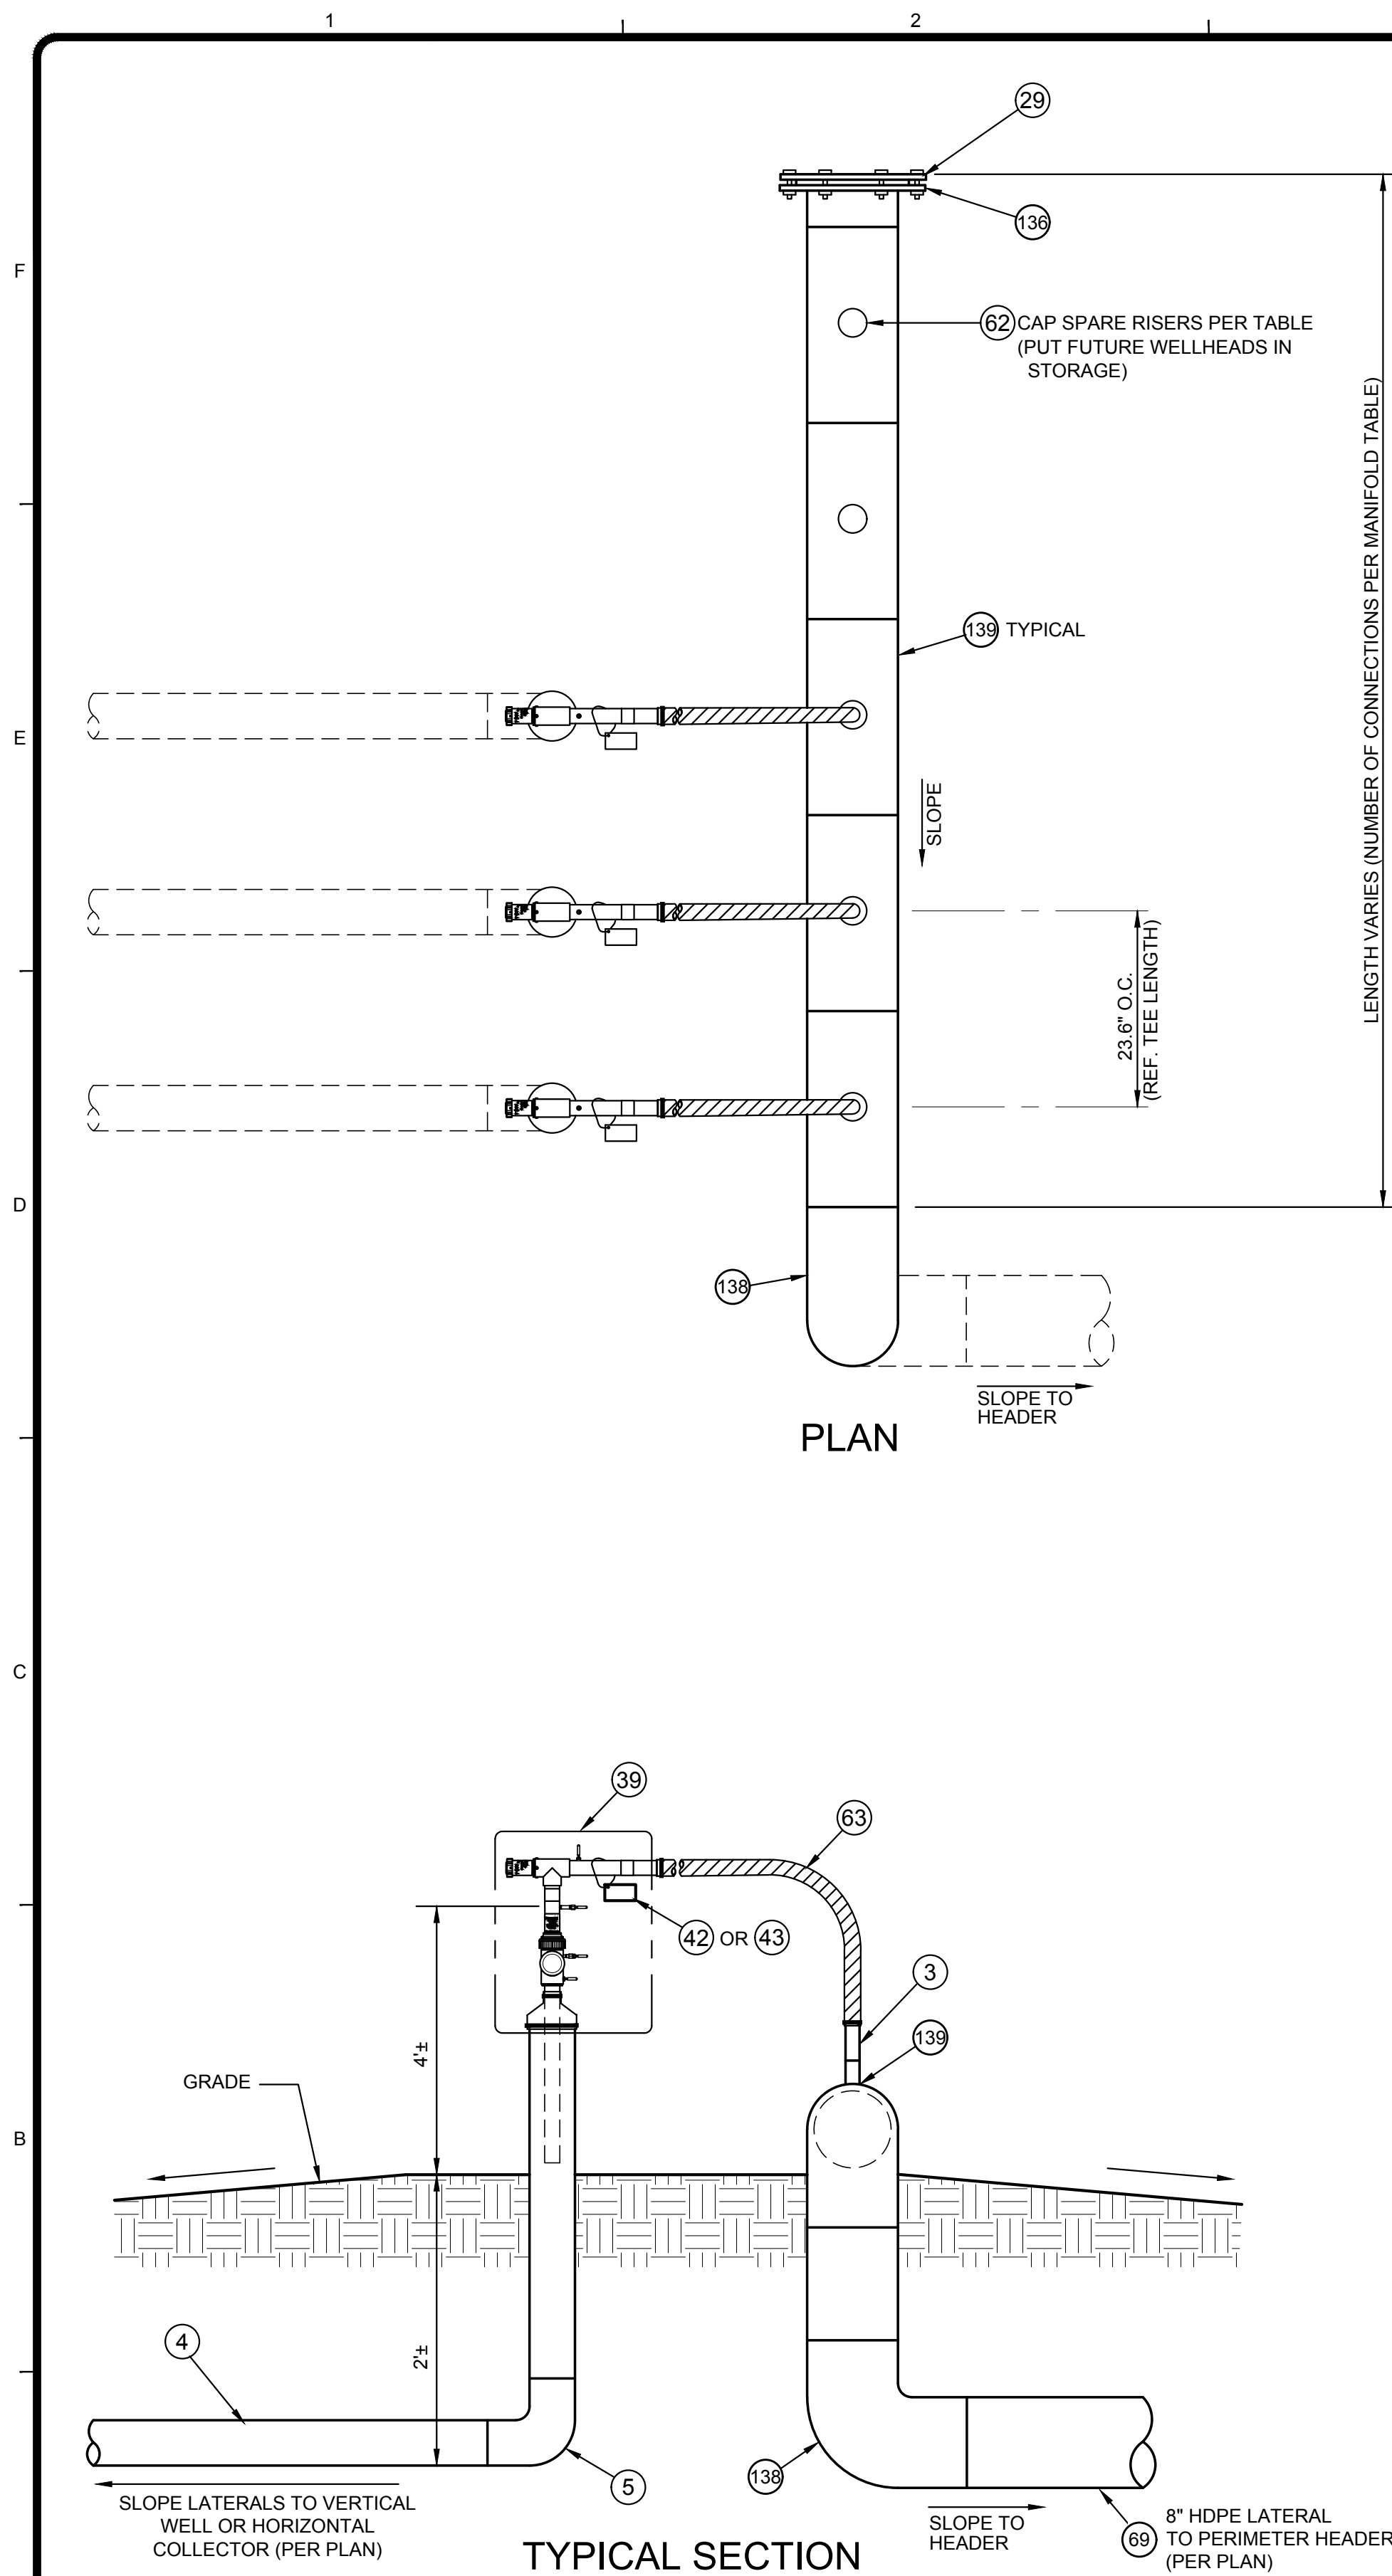 1
2
29
136
F
62 CAP SPARE RISERS PER TABLE
(PUT FUTURE WELLHEADS IN
STORAGE)
LENGTH VARIES (NUMBER OF CONNECTIONS PER MANIFOLD TABLE)
139 TYPICAL
E
SLOPE
23.6" O.C.
(REF. TEE LENGTH)
D
138
SLOPE TO
HEADER
PLAN
C
39
63
42 OR 43
3
139
4'±
GRADE
B
4
2'±
5
138
SLOPE LATERALS TO VERTICAL
WELL OR HORIZONTAL
COLLECTOR (PER PLAN)
SLOPE TO
HEADER
8" HDPE LATERAL
69 TO PERIMETER HEADER
(PER PLAN)
TYPICAL SECTION